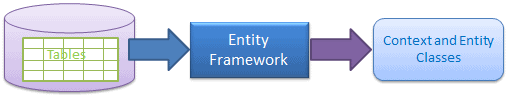 Tables
Entity
Framework
Context and Entity
Classes